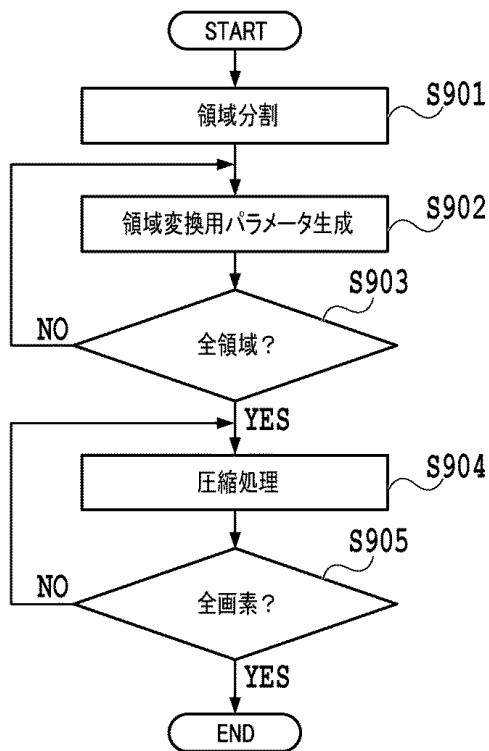 START
領域分割
S901
領域変換用パラメータ生成
S902
S903
全領域?
NO
YES
圧縮処理
S904
S905
全画素?
NO
YES
END